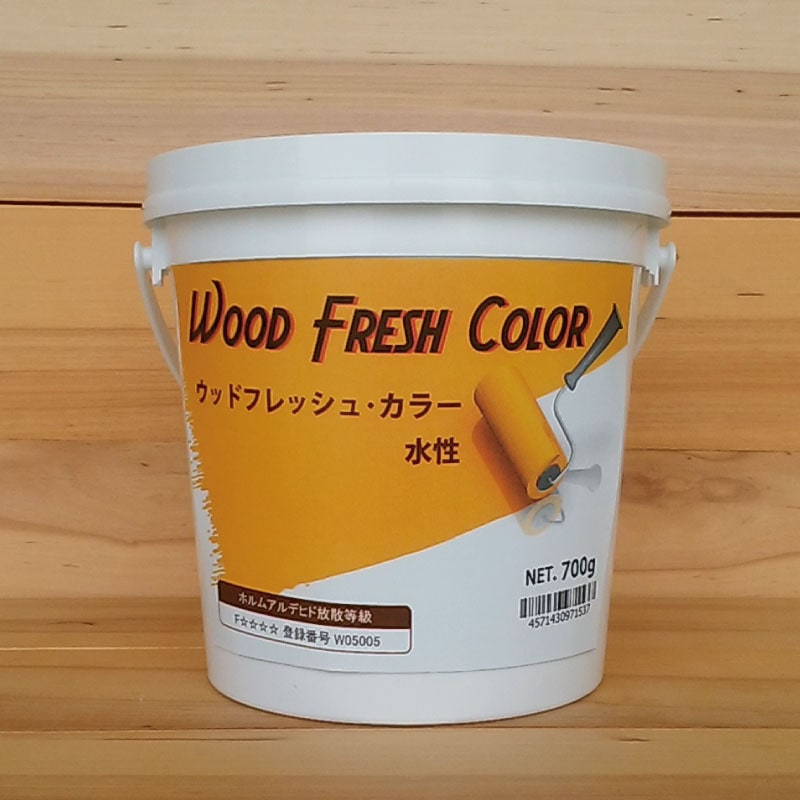 WOOD FRESH COLOR
ウッドフレッシュ・カラー
水性
NET. 700g
4571430971537
ホルムアルデヒド放散等級
F☆☆☆☆ 登録番号 W05005